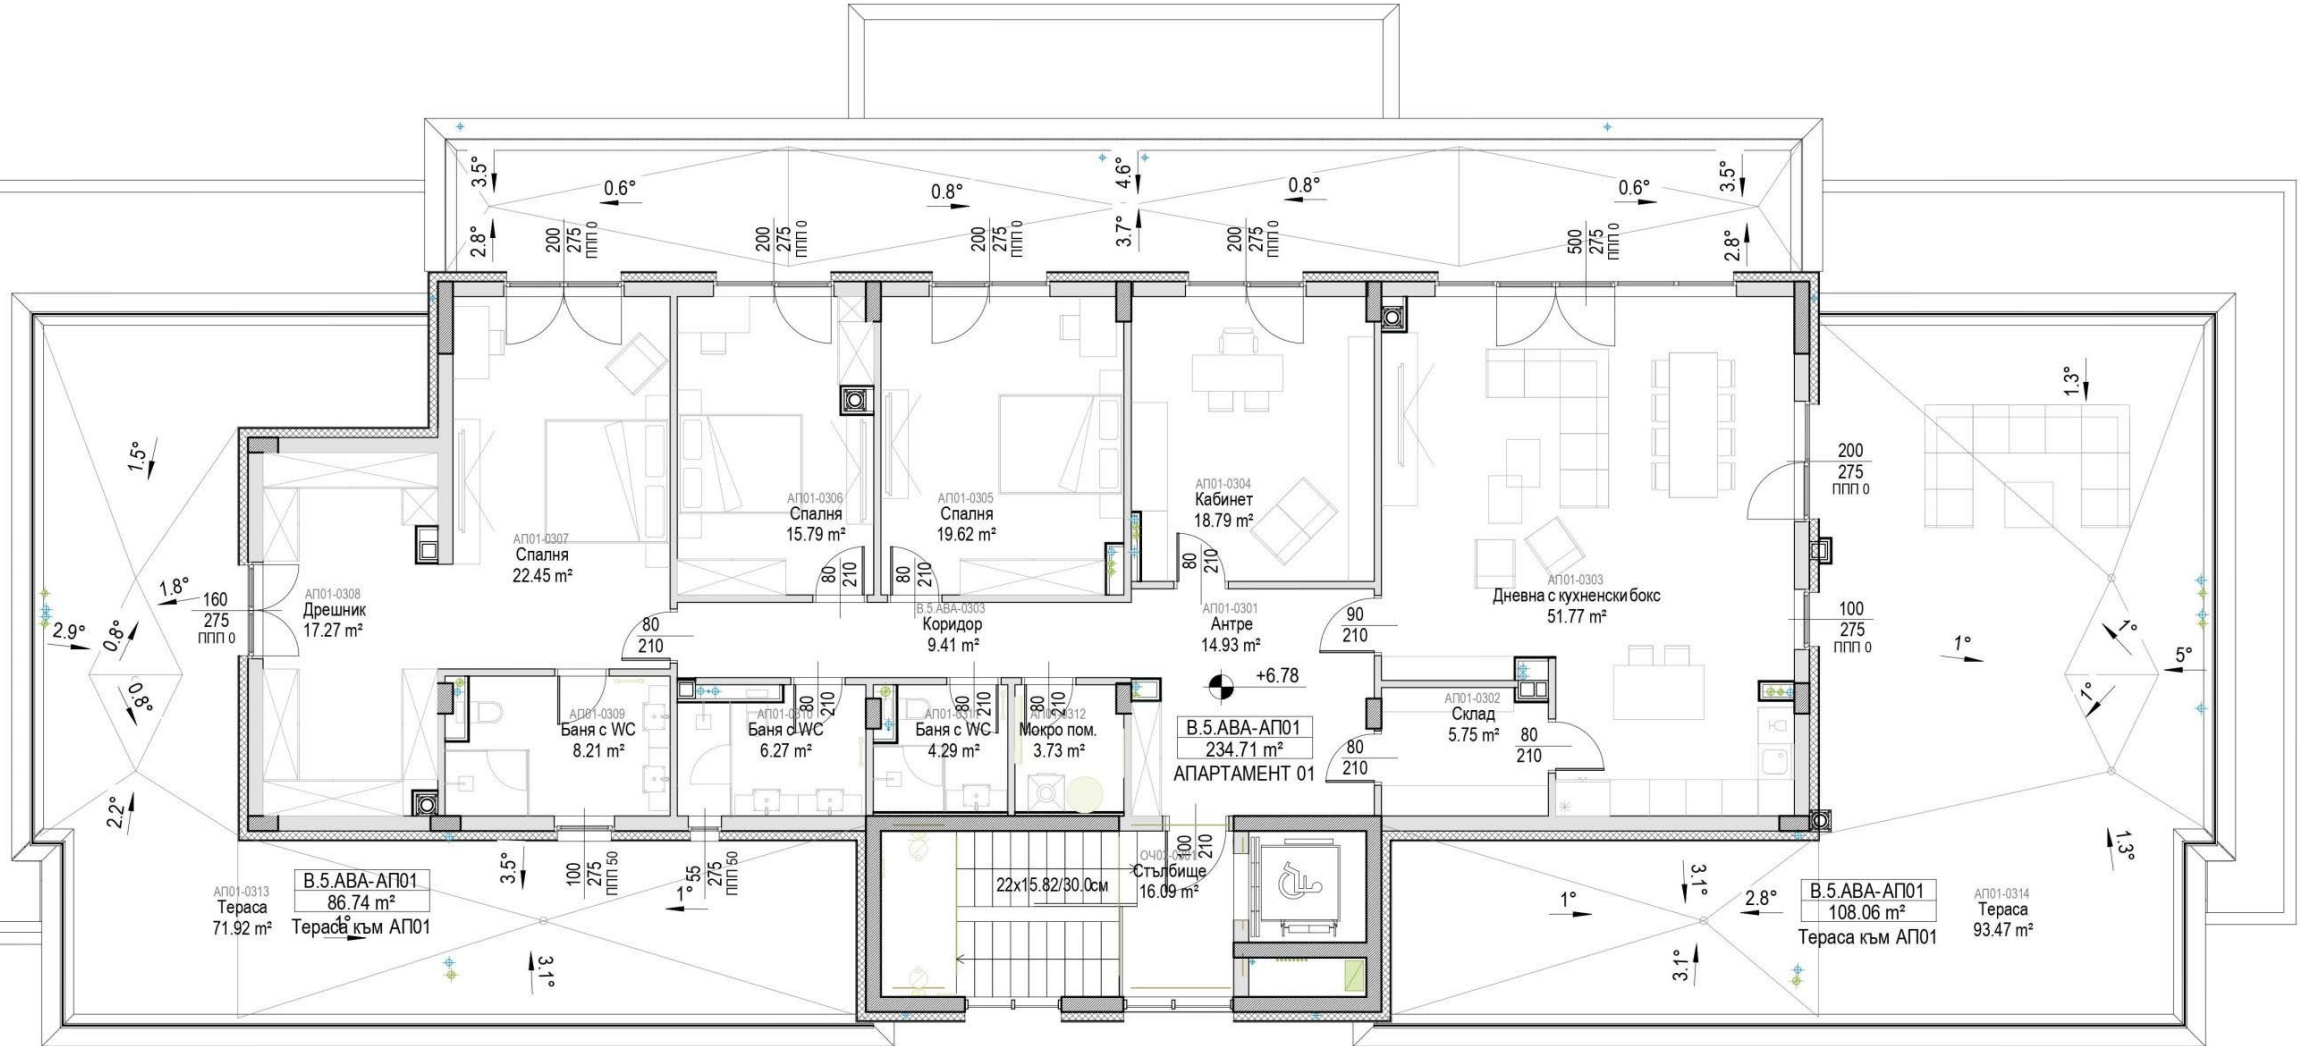 3.5°
0.6°
0.8°
4.6°
0.8°
0.6°
3.5°
2.8°
200
275
ППП 0
200
275
ППП 0
200
275
ППП 0
3.7°
200
275
ППП 0
500
275
ППП 0
2.8°
1.5°
1.3°
200
275
ППП 0
АП01-0304
Кабинет
18.79 m²
АП01-0306
Спалня
15.79 m²
АП01-0305
Спалня
19.62 m²
АП01-0307
Спалня
22.45 m²
80
210
80
210
80
210
АП01-0303
Дневна с кухненски бокс
51.77 m²
1.8°
160
275
ППП 0
АП01-0308
Дрешник
17.27 m²
2.9°
0.8°
0.8°
80
210
В.5.АВА-0303
Коридор
9.41 m²
АП01-0301
Антре
14.93 m²
90
210
100
275
ППП 0
1°
1°
5°
1°
+6.78
АП01-0309
Баня с WC
8.21 m²
АП01-0310
Баня с WC
6.27 m²
80
210
Баня с WC
4.29 m²
80
210
Мокро пом.
3.73 m²
80
210
В.5.АВА-АП01
234.71 m²
АПАРТАМЕНТ 01
80
210
АП01-0302
Склад
5.75 m²
80
210
2.2°
1.3°
3.5°
100
275
ППП 50
55
275
ППП 50
1°
100
210
Стълбище
16.09 m²
22x15.82/30.0см
АП01-0313
Тераса
71.92 m²
В.5.АВА-АП01
86.74 m²
Тераса към АП01
1°
3.1°
1°
3.1°
2.8°
3.1°
В.5.АВА-АП01
108.06 m²
Тераса към АП01
АП01-0314
Тераса
93.47 m²